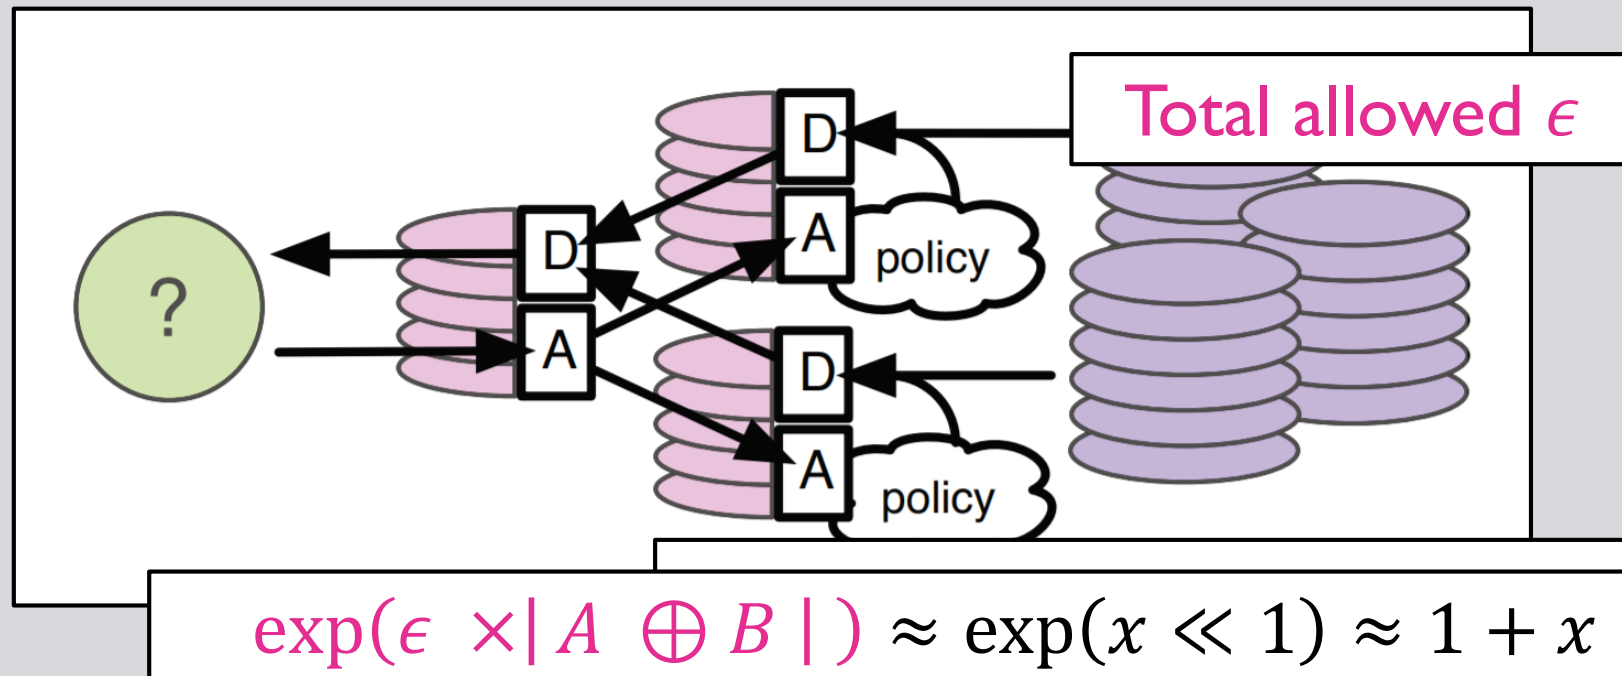 Total allowed ϵ
D
A
policy
D
A
?
D
A
policy
exp(ϵ ×| A ⊕ B |) ≈ exp(x ≪ 1) ≈ 1 + x